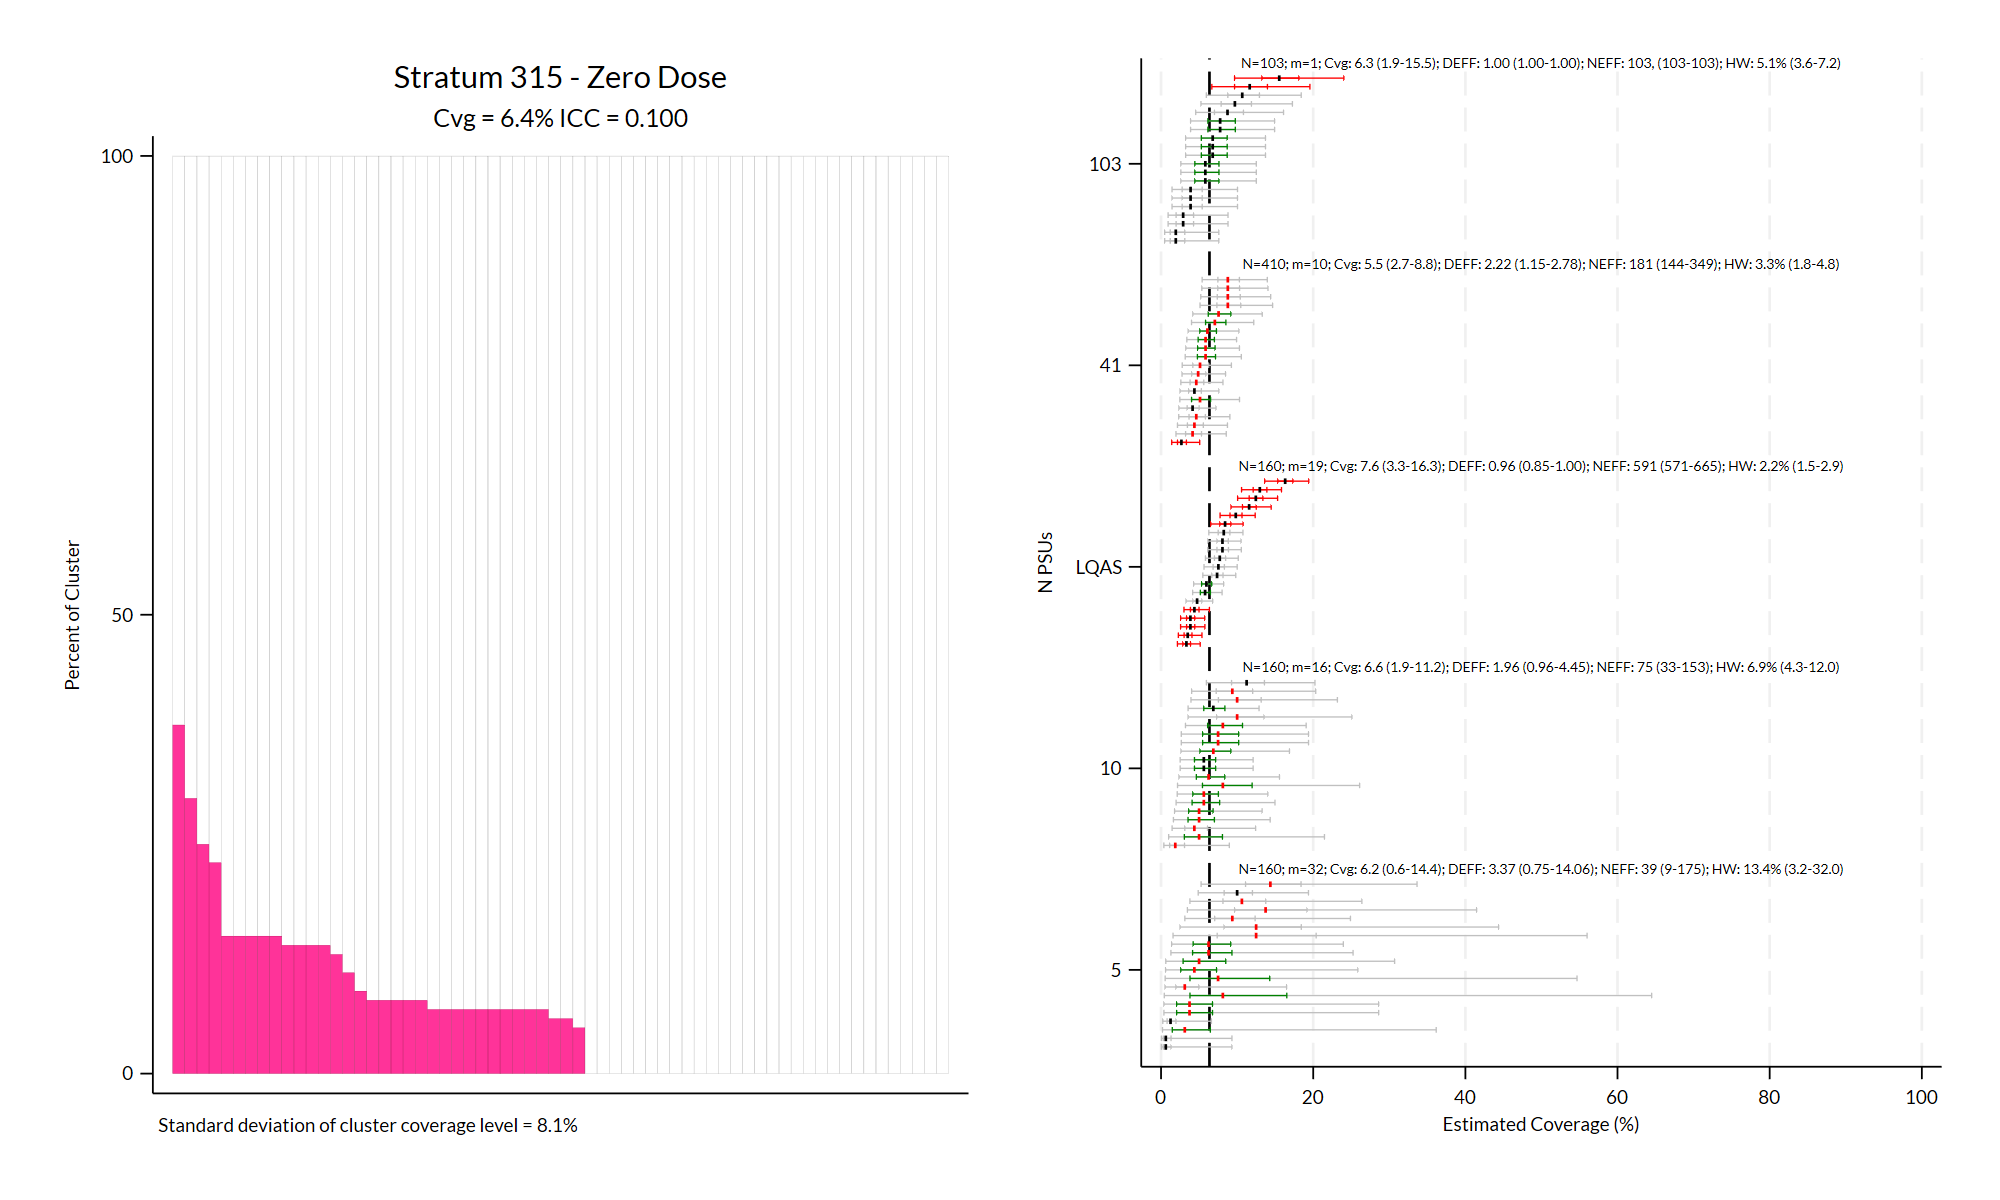 Stratum 315 - Zero Dose
Cvg = 6.4% ICC = 0.100
100
50
0
Percent of Cluster
Standard deviation of cluster coverage level = 8.1%
N=103; m=1; Cvg: 6.3 (1.9-15.5); DEFF: 1.00 (1.00-1.00); NEFF: 103, (103-103); HW: 5.1% (3.6-7.2)
103
N=410; m=10; Cvg: 5.5 (2.7-8.8); DEFF: 2.22 (1.15-2.78); NEFF: 181 (144-349); HW: 3.3% (1.8-4.8)
41
N=160; m=19; Cvg: 7.6 (3.3-16.3); DEFF: 0.96 (0.85-1.00); NEFF: 591 (571-665); HW: 2.2% (1.5-2.9)
LQAS
N=160; m=16; Cvg: 6.6 (1.9-11.2); DEFF: 1.96 (0.96-4.45); NEFF: 75 (33-153); HW: 6.9% (4.3-12.0)
10
N=160; m=32; Cvg: 6.2 (0.6-14.4); DEFF: 3.37 (0.75-14.06); NEFF: 39 (9-175); HW: 13.4% (3.2-32.0)
5
N PSUs
0 20 40 60 80 100
Estimated Coverage (%)